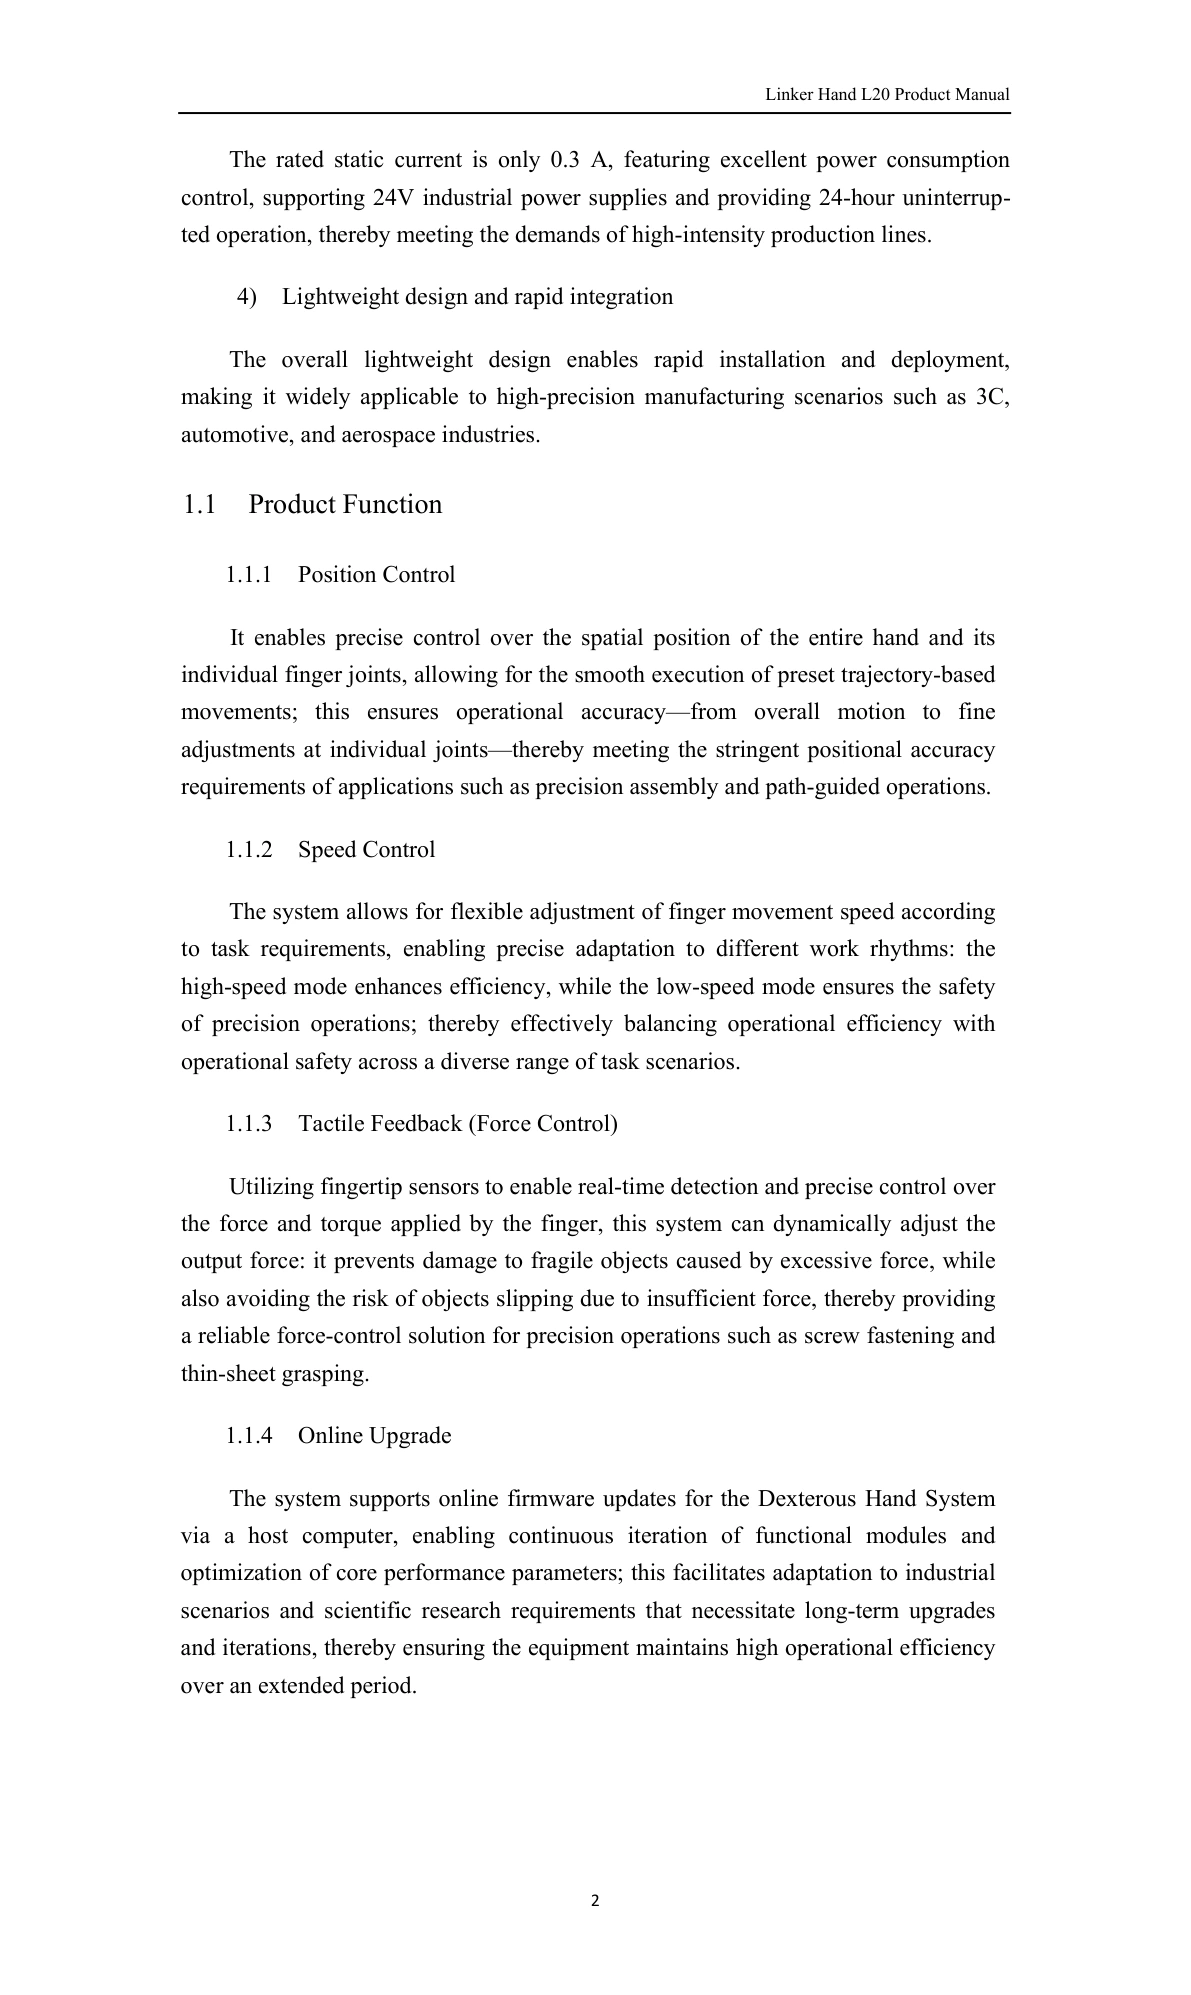 Linker Hand L20 Product Manual
The rated static current is only 0.3 A, featuring excellent power consumption
control, supporting 24V industrial power supplies and providing 24-hour uninterrup-
ted operation, thereby meeting the demands of high-intensity production lines.
4) Lightweight design and rapid integration
The overall lightweight design enables rapid installation and deployment,
making it widely applicable to high-precision manufacturing scenarios such as 3C,
automotive, and aerospace industries.
1.1 Product Function
1.1.1 Position Control
It enables precise control over the spatial position of the entire hand and its
individual finger joints, allowing for the smooth execution of preset trajectory-based
movements; this ensures operational accuracy—from overall motion to fine
adjustments at individual joints—thereby meeting the stringent positional accuracy
requirements of applications such as precision assembly and path-guided operations.
1.1.2 Speed Control
The system allows for flexible adjustment of finger movement speed according
to task requirements, enabling precise adaptation to different work rhythms: the
high-speed mode enhances efficiency, while the low-speed mode ensures the safety
of precision operations; thereby effectively balancing operational efficiency with
operational safety across a diverse range of task scenarios.
1.1.3 Tactile Feedback (Force Control)
Utilizing fingertip sensors to enable real-time detection and precise control over
the force and torque applied by the finger, this system can dynamically adjust the
output force: it prevents damage to fragile objects caused by excessive force, while
also avoiding the risk of objects slipping due to insufficient force, thereby providing
a reliable force-control solution for precision operations such as screw fastening and
thin-sheet grasping.
1.1.4 Online Upgrade
The system supports online firmware updates for the Dexterous Hand System
via a host computer, enabling continuous iteration of functional modules and
optimization of core performance parameters; this facilitates adaptation to industrial
scenarios and scientific research requirements that necessitate long-term upgrades
and iterations, thereby ensuring the equipment maintains high operational efficiency
over an extended period.
2